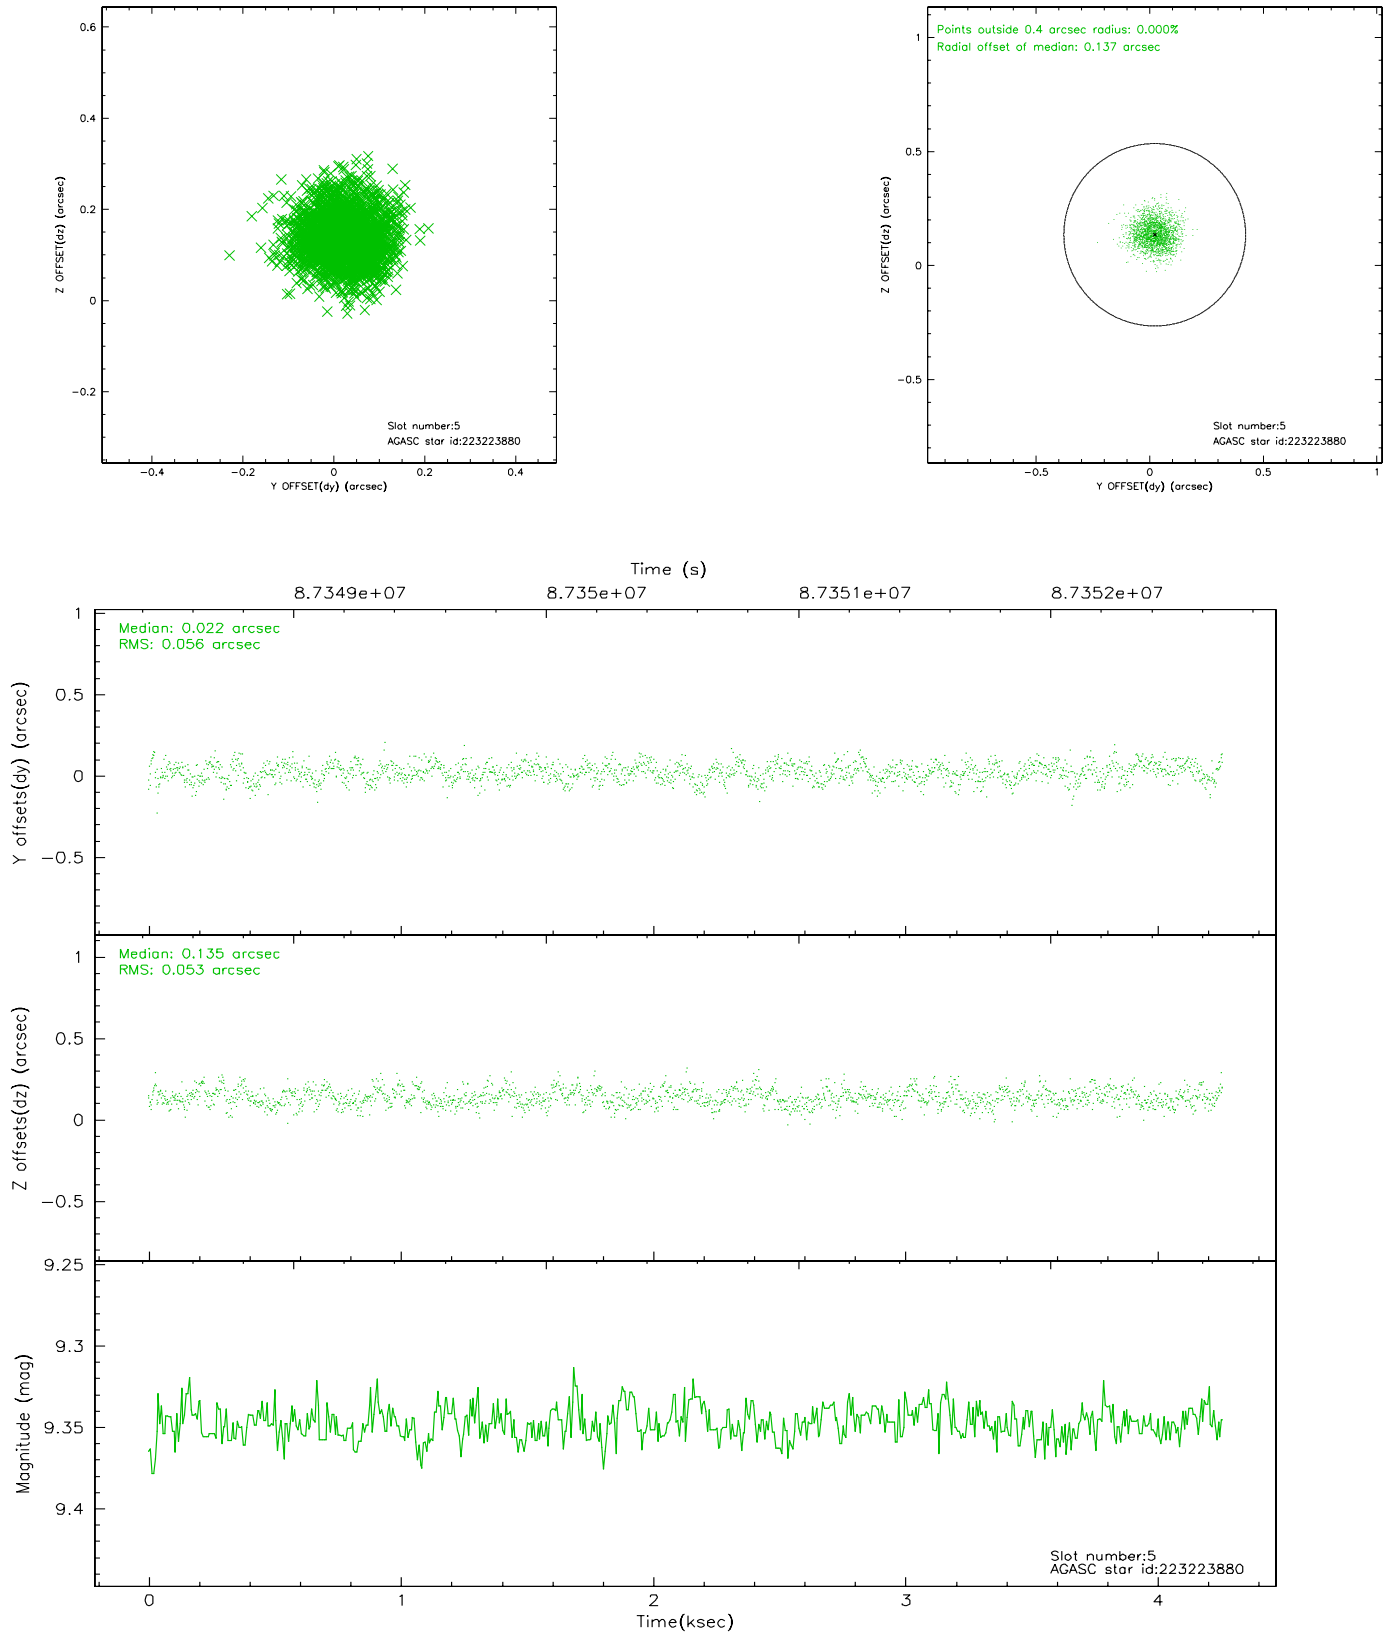 0.6
0.4
0.2
0
-0.2
Z OFFSET(dz) (arcsec)
Slot number:5
AGASC star id:223223880
-0.4 -0.2 0 0.2 0.4
Y OFFSET(dy) (arcsec)
Points outside 0.4 arcsec radius: 0.000%
Radial offset of median: 0.137 arcsec
1
0.5
0
-0.5
Z OFFSET(dz) (arcsec)
Slot number:5
AGASC star id:223223880
-0.5 0 0.5 1
Y OFFSET(dy) (arcsec)
Time (s)
8.7349e+07 8.735e+07 8.7351e+07 8.7352e+07
Median: 0.022 arcsec
RMS: 0.056 arcsec
1
0.5
0
-0.5
Y offsets(dy) (arcsec)
Median: 0.135 arcsec
RMS: 0.053 arcsec
1
0.5
0
-0.5
Z offsets(dz) (arcsec)
9.25
9.3
9.35
9.4
Magnitude (mag)
Slot number:5
AGASC star id:223223880
0 1 2 3 4
Time(ksec)